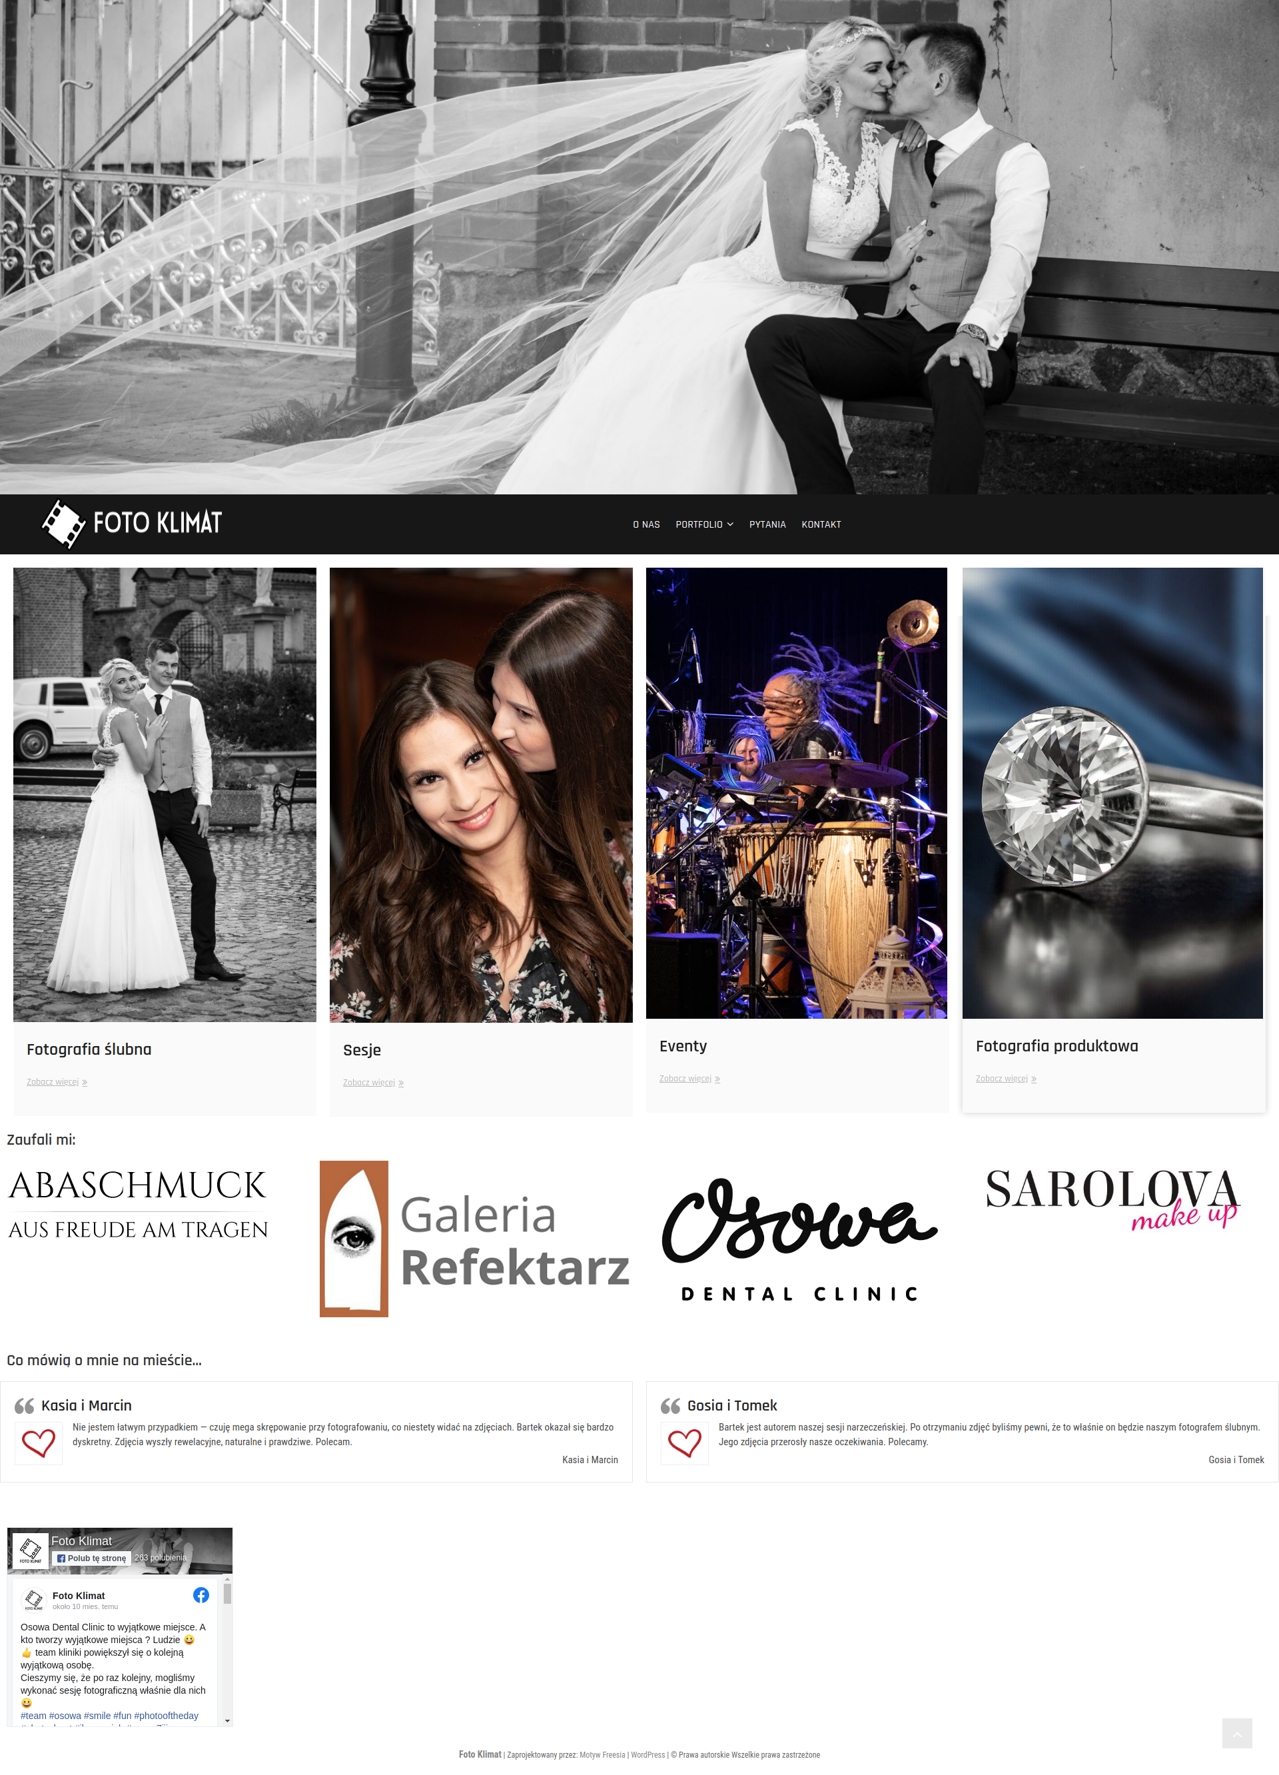 FOTO KLIMAT
O NAS PORTFOLIO PYTANIA KONTAKT
Fotografia ślubna
Zobacz więcej
Sesje
Zobacz więcej
Eventy
Zobacz więcej
Fotografia produktowa
Zobacz więcej
Zaufali mi:
ABASCHMUCK
AUS FREUDE AM TRAGEN
Galeria
Refektarz
Osowa
DENTAL CLINIC
SAROLOVA
make up
Co mówią o mnie na mieście...
Kasia i Marcin
Nie jestem łatwym przypadkiem — czuję mega skrępowanie przy fotografowaniu, co niestety widać na zdjęciach. Bartek okazał się bardzo
dyskretny. Zdjęcia wyszły rewelacyjne, naturalne i prawdziwe. Polecam.
Kasia i Marcin
Gosia i Tomek
Bartek jest autorem naszej sesji narzeczeńskiej. Po otrzymaniu zdjęć byliśmy pewni, że to właśnie on będzie naszym fotografem ślubnym.
Jego zdjęcia przerosły nasze oczekiwania. Polecamy.
Gosia i Tomek
Foto Klimat
Polub tę stronę 263 polubienia
Foto Klimat
około 10 mies. temu
Osowa Dental Clinic to wyjątkowe miejsce. A
kto tworzy wyjątkowe miejsca ? Ludzie 😀
👍 team kliniki powiększył się o kolejną
wyjątkową osobę.
Cieszymy się, że po raz kolejny, mogliśmy
wykonać sesję fotograficzną właśnie dla nich
😀
#team #osowa #smile #fun #photooftheday
Foto Klimat | Zaprojektowany przez: Motyw Freesia | WordPress | © Prawa autorskie Wszelkie prawa zastrzeżone